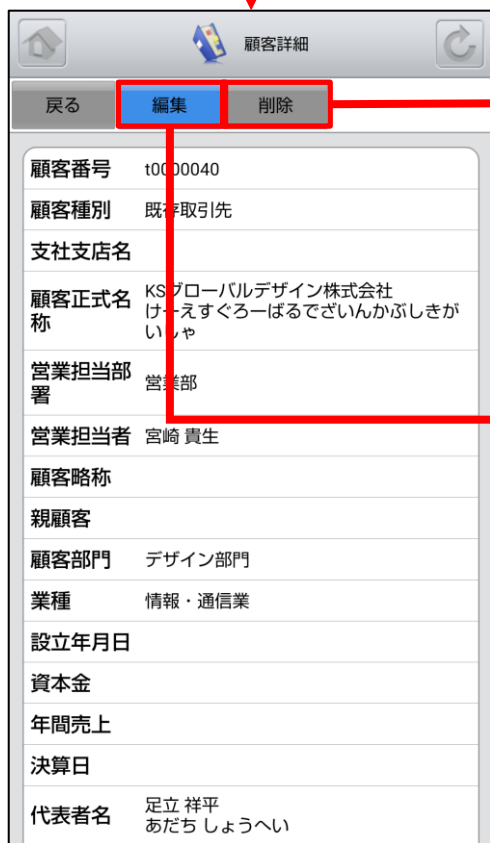 顧客詳細
戻る 編集 削除
顧客番号 t0000040
顧客種別 既存取引先
支社支店名
顧客正式名
称
KSグローバルデザイン株式会社
けーえすぐろーばるでざいんかぶしきが
いしゃ
営業担当部
署
営業部
営業担当者 宮崎 貴生
顧客略称
親顧客
顧客部門 デザイン部門
業種 情報・通信業
設立年月日
資本金
年間売上
決算日
代表者名
足立 祥平
あだち しょうへい